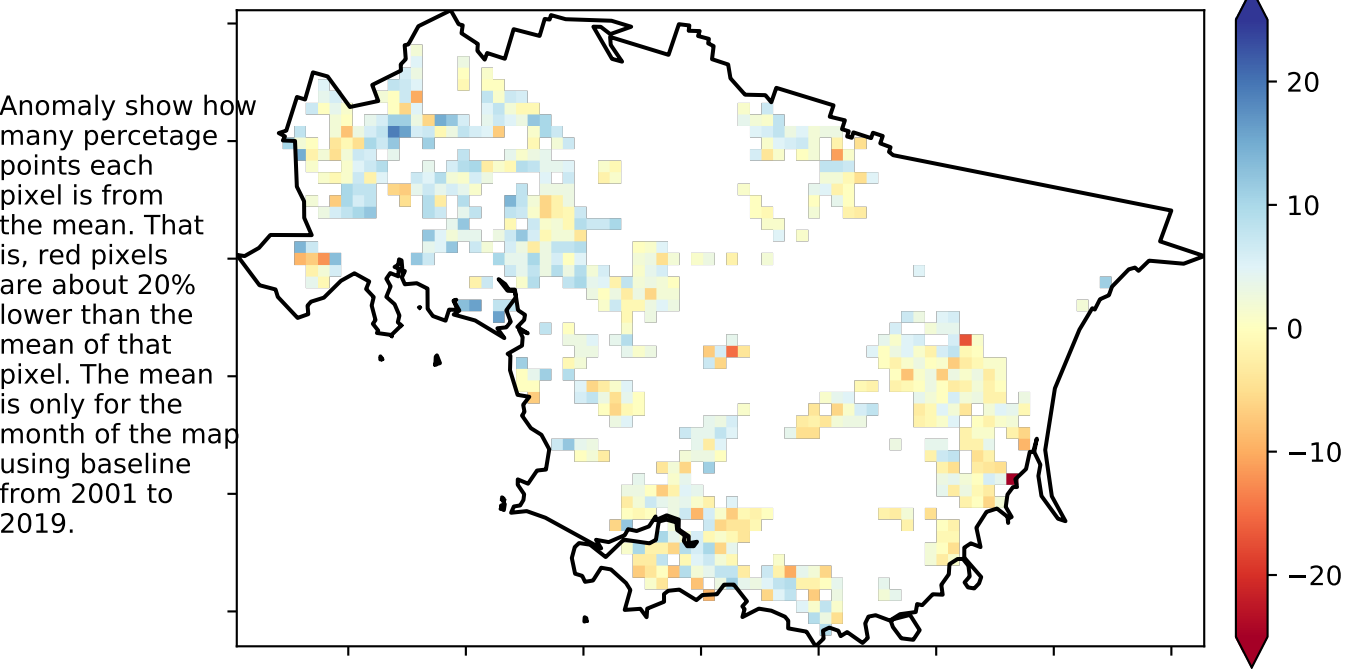 Anomaly show how
many percetage
points each
pixel is from
the mean. That
is, red pixels
are about 20%
lower than the
mean of that
pixel. The mean
is only for the
month of the map
using baseline
from 2001 to
2019.
20
10
0
−10
−20